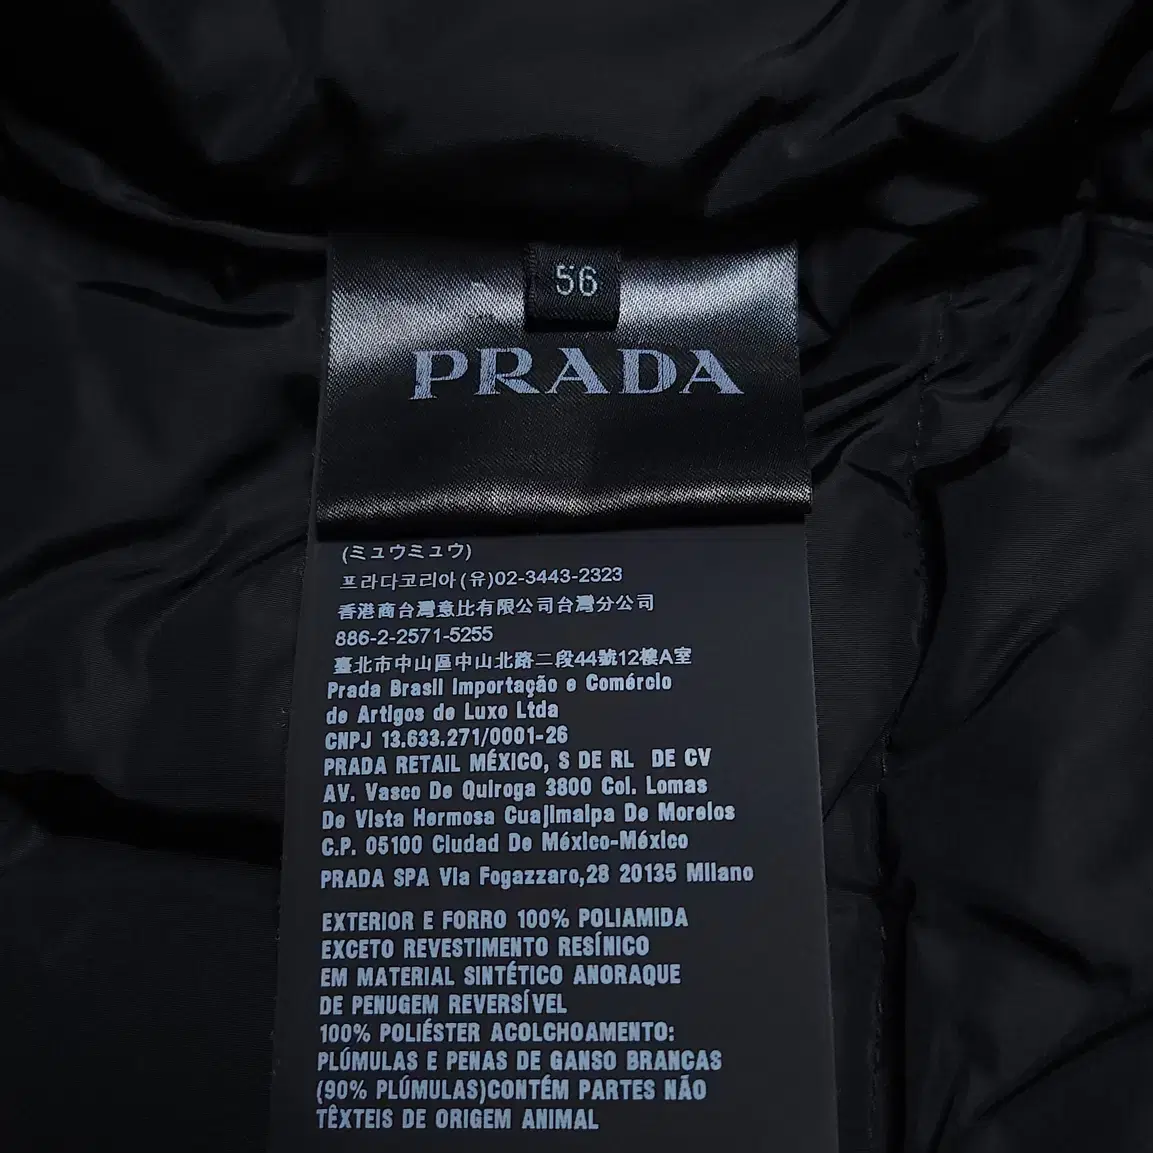 56
PRADA
(ミュウミュウ)
프라다코리아(유)02-3443-2323
香港商台灣意比有限公司台灣分公司
886-2-2571-5255
臺北市中山區中山北路二段44號12樓A室
Prada Brasil Importação e Comércio
de Artigos de Luxo Ltda
CNPJ 13.633.271/0001-26
PRADA RETAIL MÉXICO, S DE RL DE CV
AV. Vasco De Quiroga 3800 Col. Lomas
De Vista Hermosa Cuajimalpa De Morelos
C.P. 05100 Ciudad De México-México
PRADA SPA Via Fogazzaro,28 20135 Milano
EXTERIOR E FORRO 100% POLIAMIDA
EXCETO REVESTIMENTO RESÍNICO
EM MATERIAL SINTÉTICO ANORAQUE
DE PENUGEM REVERSÍVEL
100% POLIÉSTER ACOLCHOAMENTO:
PLÚMULAS E PENAS DE GANSO BRANCAS
(90% PLÚMULAS)CONTÉM PARTES NÃO
TÊXTEIS DE ORIGEM ANIMAL